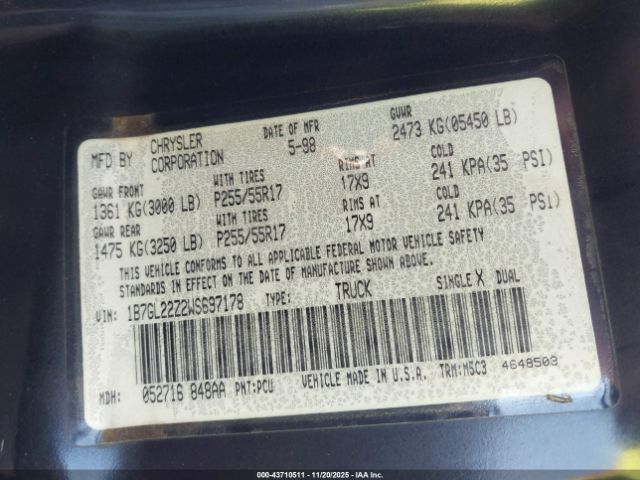 MFD BY CHRYSLER CORPORATION DATE OF MFR 5-98 GVWR 2473 KG(05450 LB)
GAWR FRONT WITH TIRES RIMS AT COLD
1361 KG(3000 LB) P255/55R17 17X9 241 KPA(35 PSI)
GAWR REAR WITH TIRES RIMS AT COLD
1475 KG(3250 LB) P255/55R17 17X9 241 KPA(35 PSI)
THIS VEHICLE CONFORMS TO ALL APPLICABLE FEDERAL MOTOR VEHICLE SAFETY
STANDARDS IN EFFECT ON THE DATE OF MANUFACTURE SHOWN ABOVE.
VIN: 1B7GL22Z2WS697178 TYPE: TRUCK SINGLE X DUAL
MDH: 052716 848AA PNT:PCU VEHICLE MADE IN U.S.A. TRM:MSC3 4648503
000-43710511 - 11/20/2025 - IAAI.com